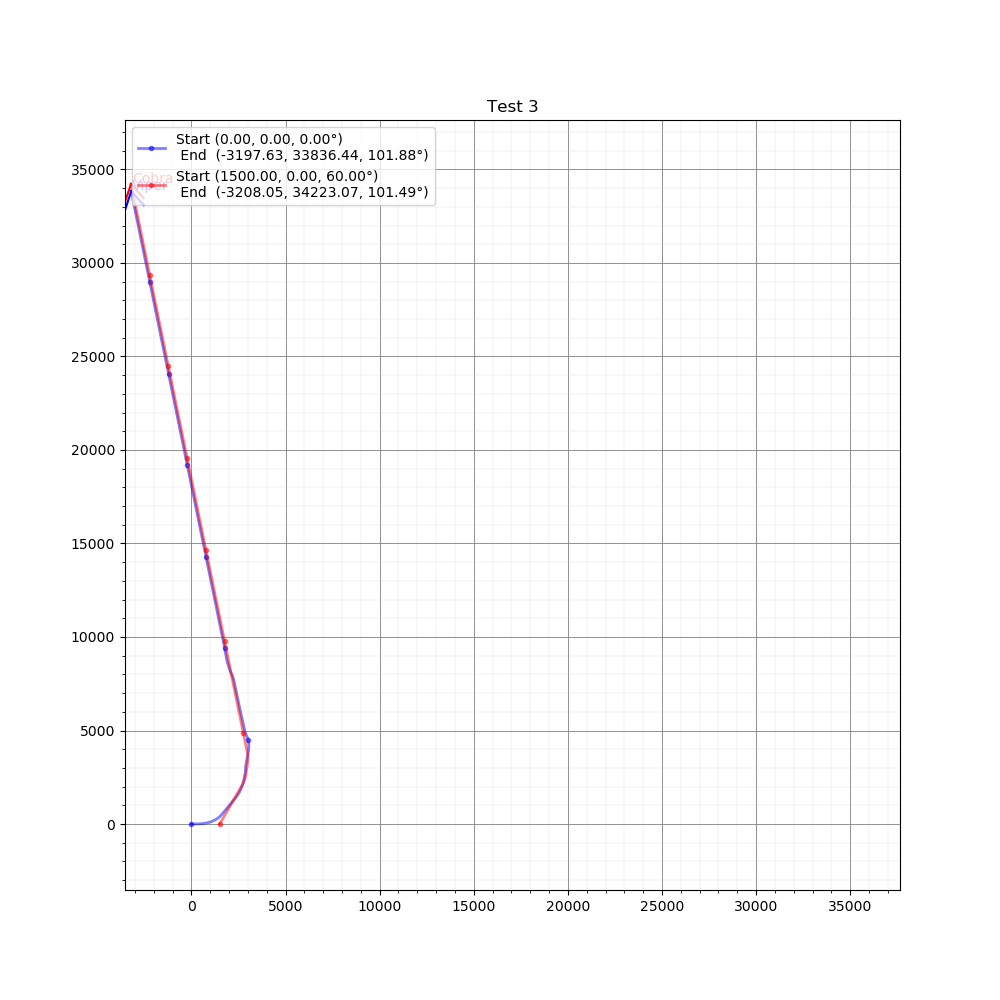 Test 3
Start (0.00, 0.00, 0.00°)
End (-3197.63, 33836.44, 101.88°)
Start (1500.00, 0.00, 60.00°)
End (-3208.05, 34223.07, 101.49°)
Cobra
35000
30000
25000
20000
15000
10000
5000
0
0 5000 10000 15000 20000 25000 30000 35000